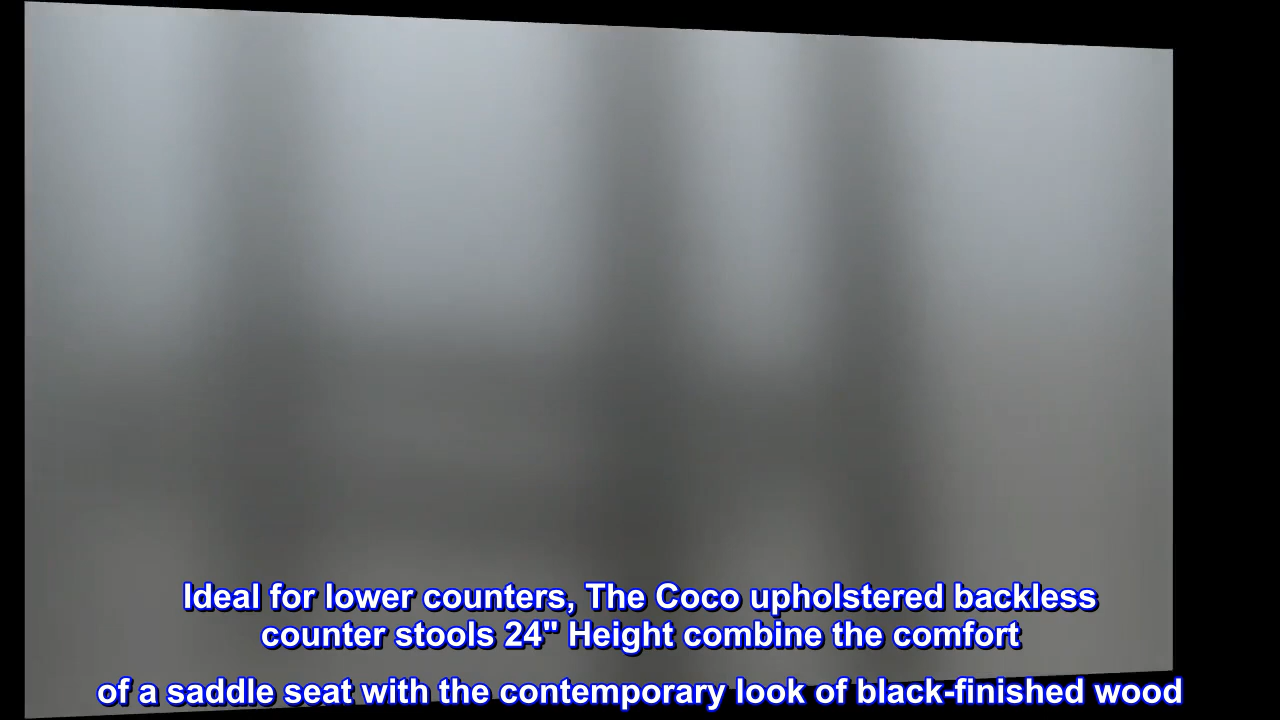 Ideal for lower counters, The Coco upholstered backless
counter stools 24" Height combine the comfort
of a saddle seat with the contemporary look of black-finished wood